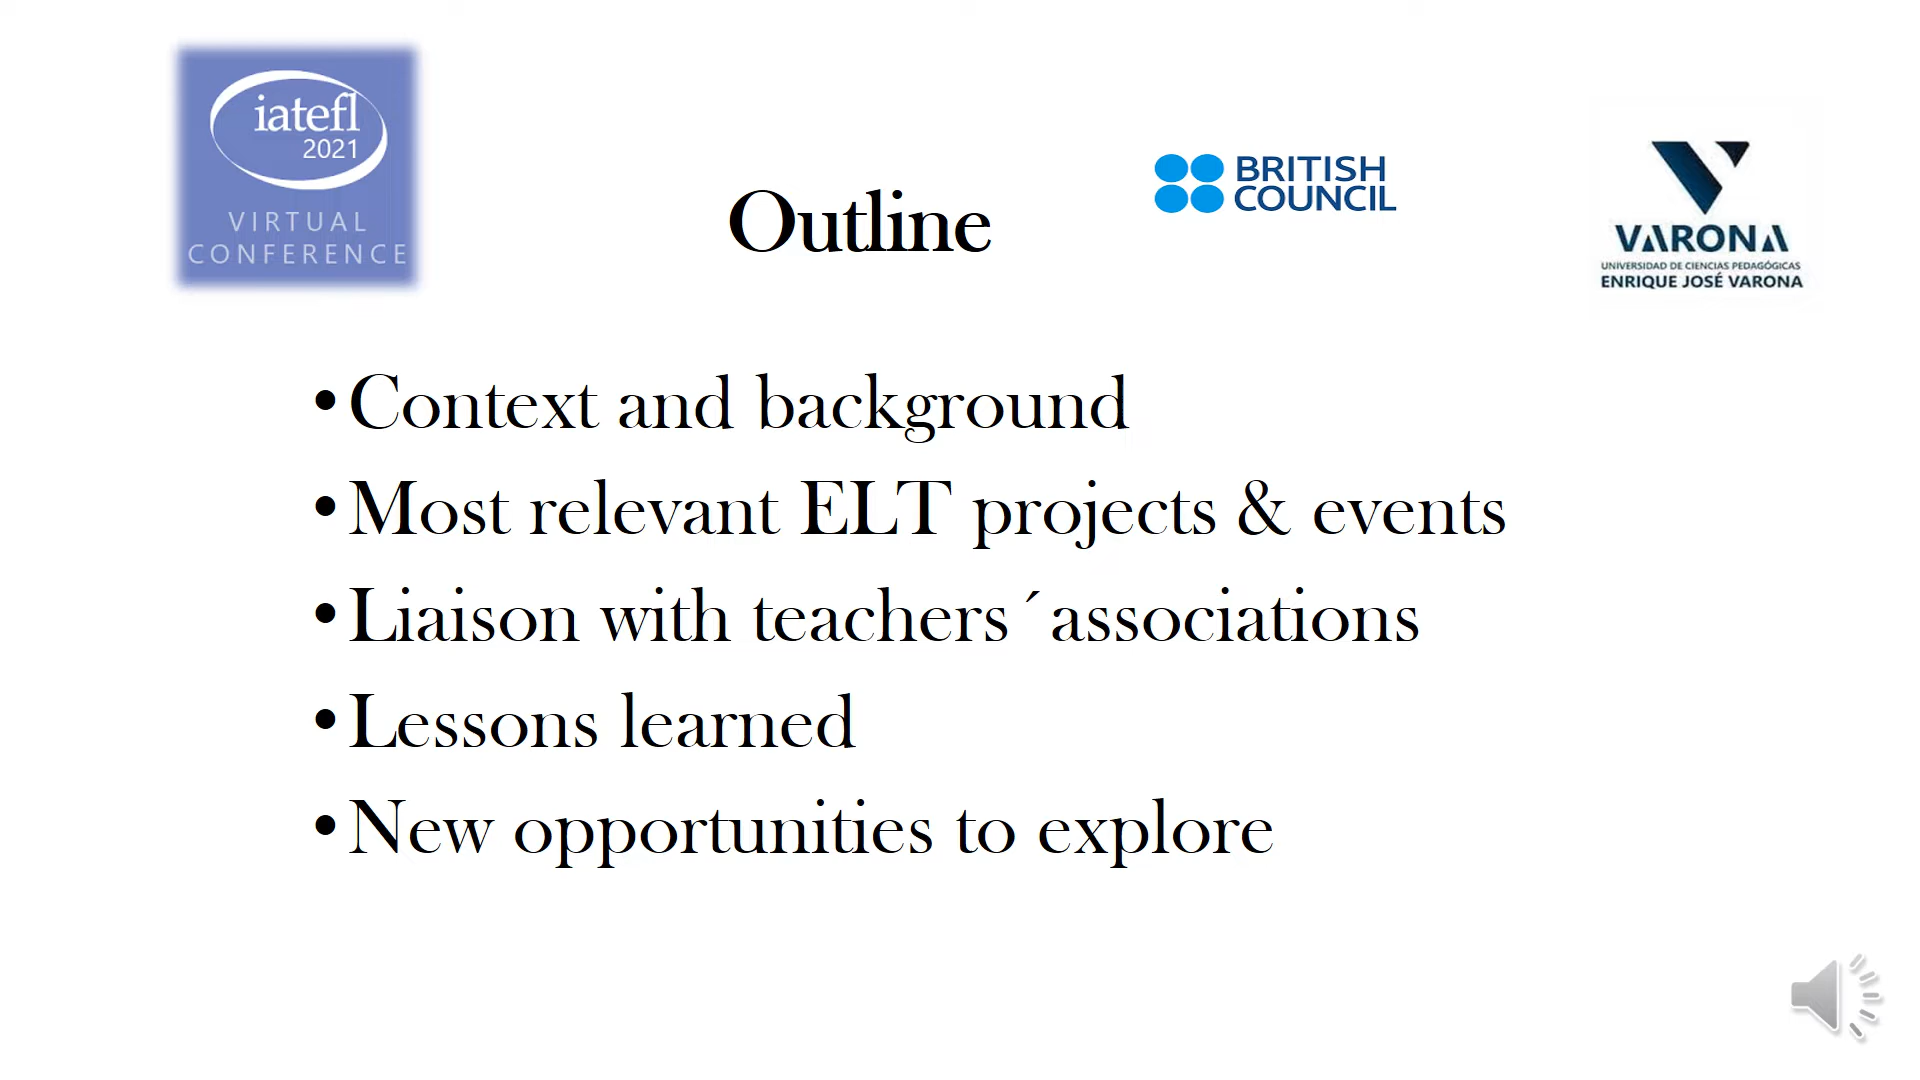 iatefl
2021
VIRTUAL
CONFERENCE
Outline
BRITISH
COUNCIL
VARONA
UNIVERSIDAD DE CIENCIAS PEDAGÓGICAS
ENRIQUE JOSÉ VARONA
•Context and background
•Most relevant ELT projects & events
•Liaison with teachers´associations
•Lessons learned
•New opportunities to explore